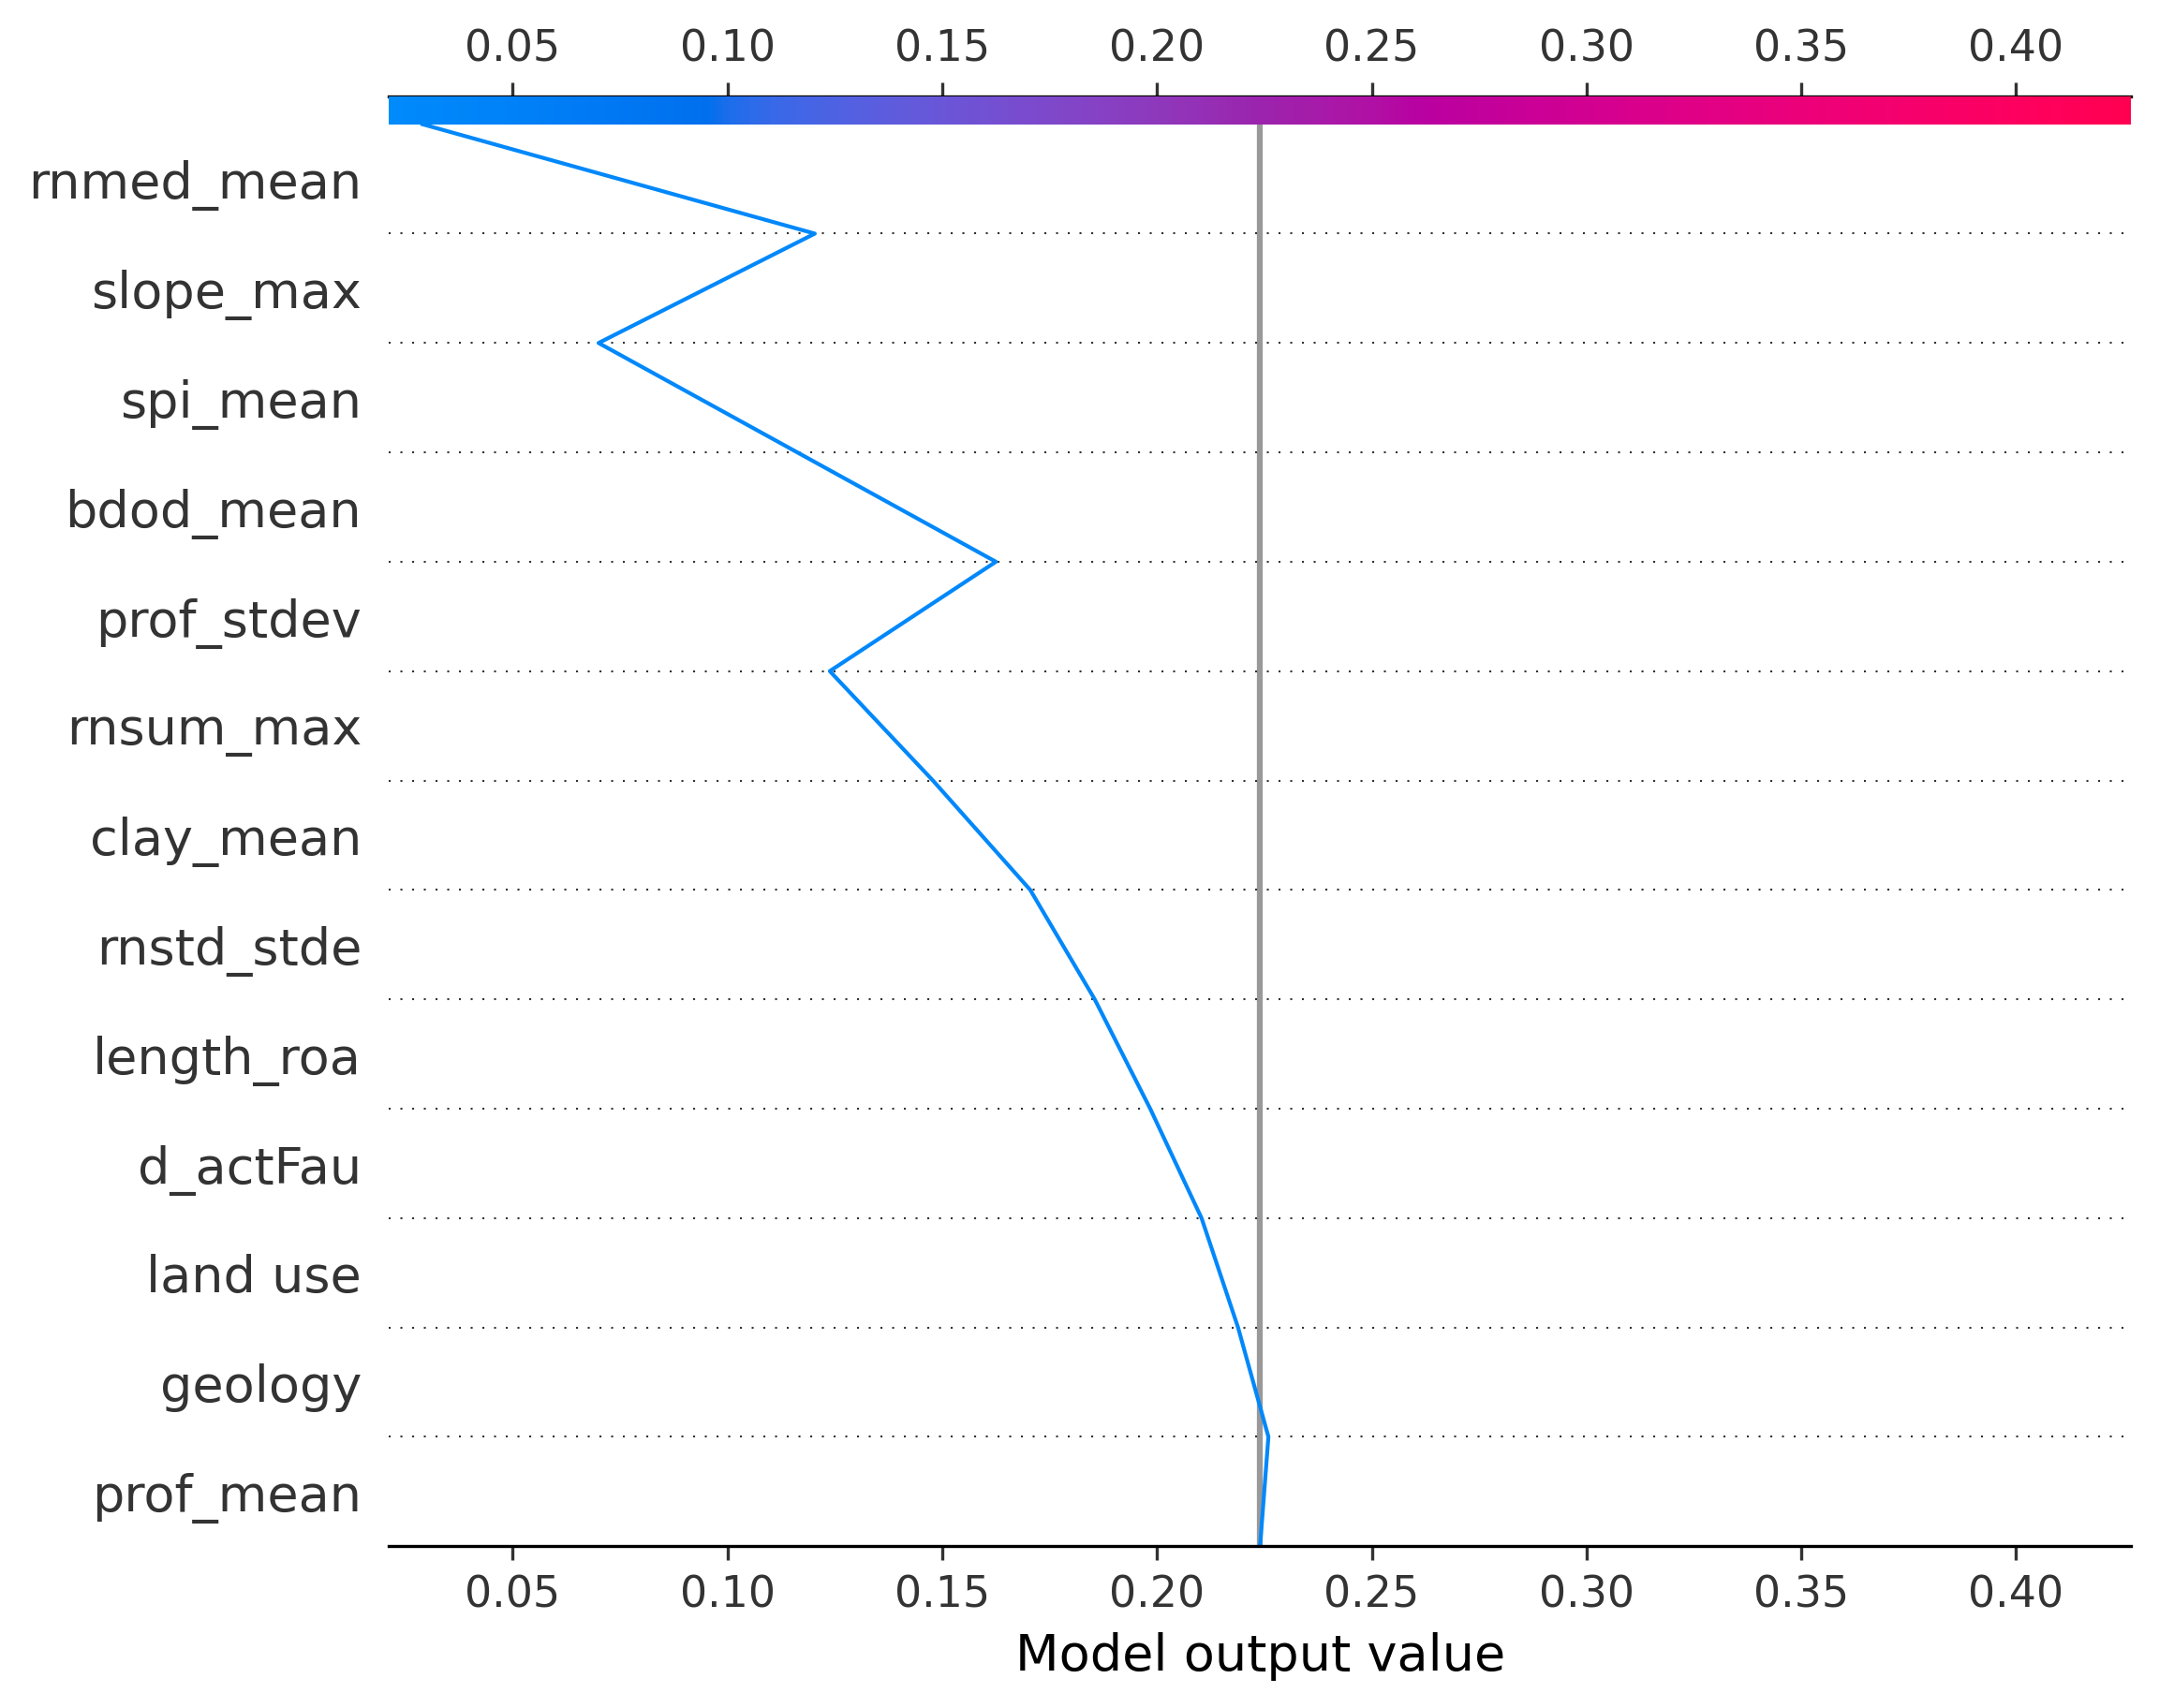 0.05 0.10 0.15 0.20 0.25 0.30 0.35 0.40
rnmed_mean
slope_max
spi_mean
bdod_mean
prof_stdev
rnsum_max
clay_mean
rnstd_stde
length_roa
d_actFau
land use
geology
prof_mean
0.05 0.10 0.15 0.20 0.25 0.30 0.35 0.40
Model output value